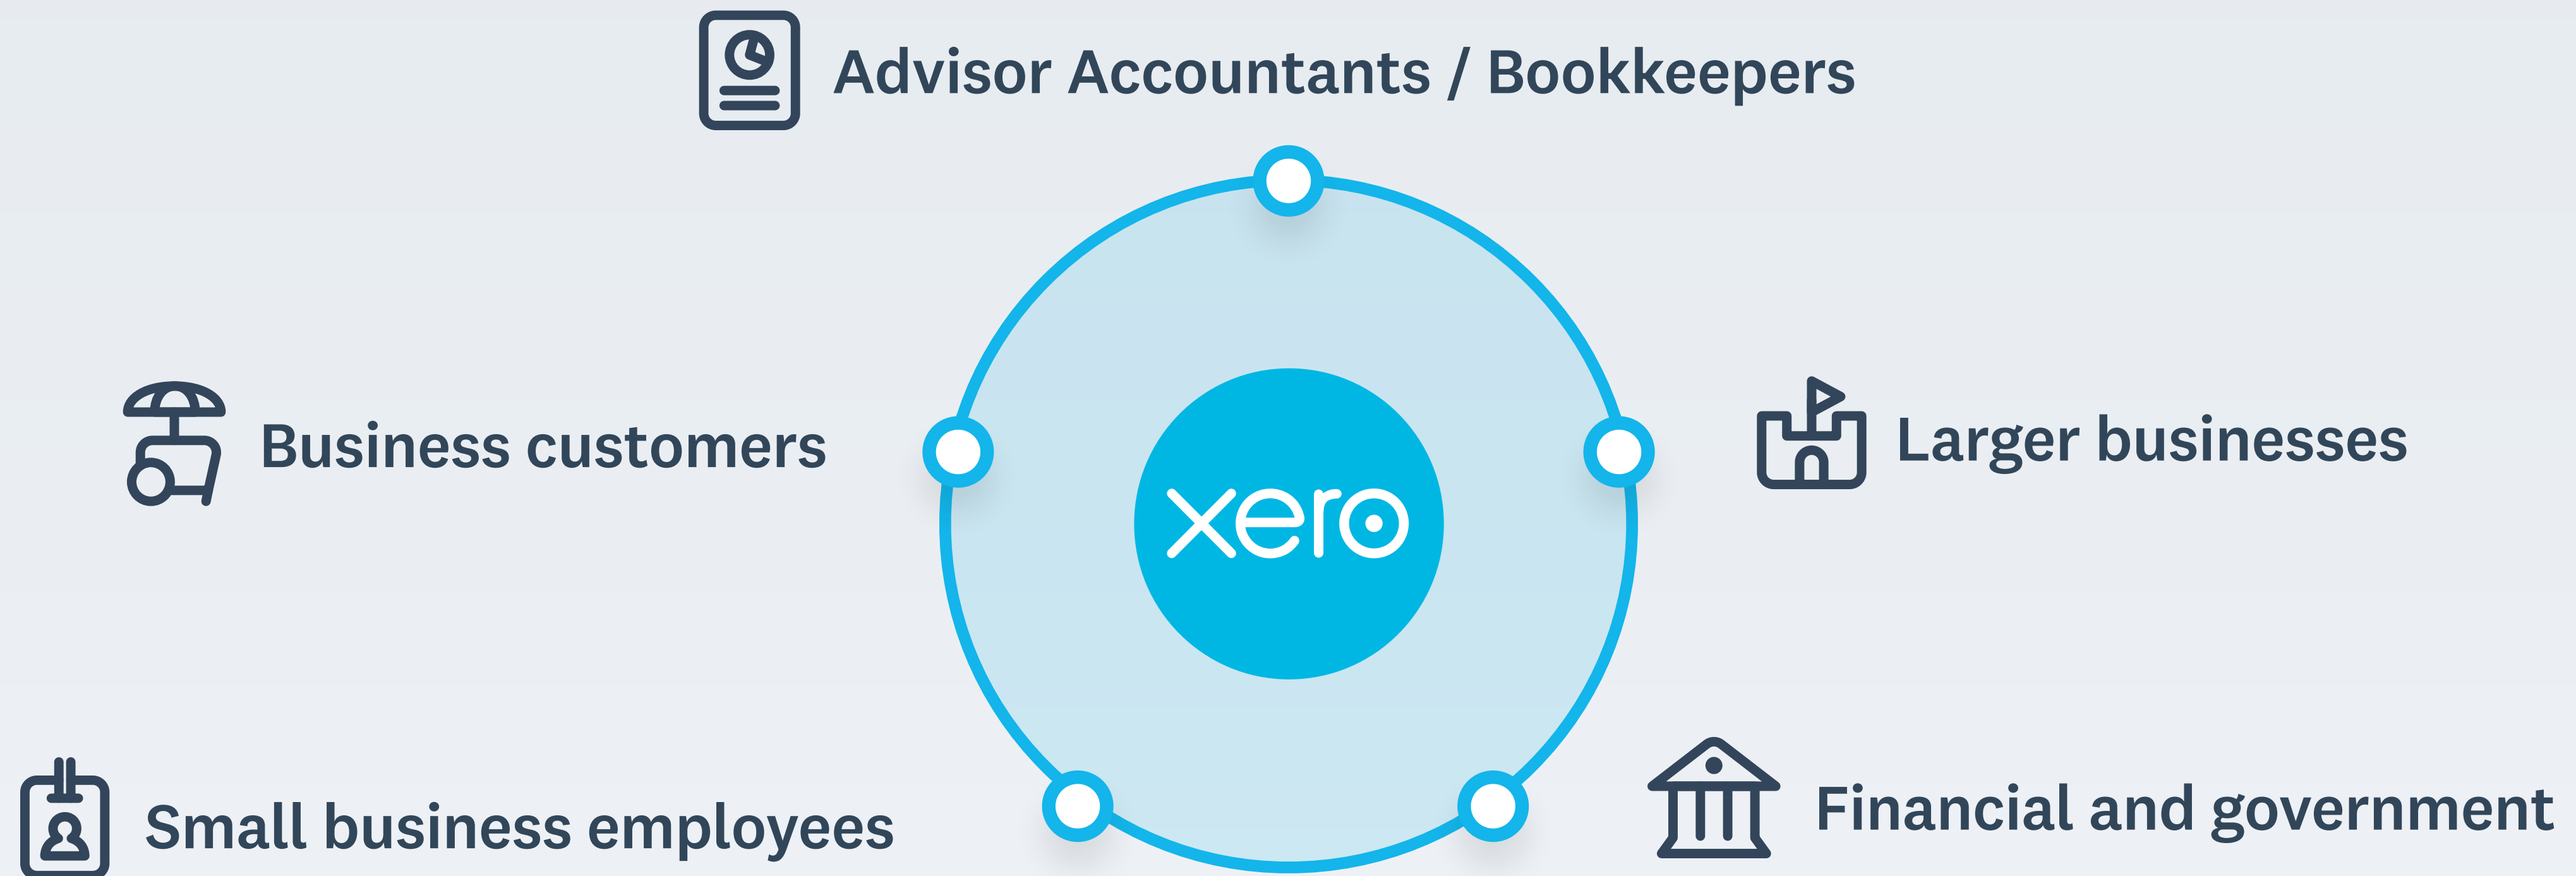 Advisor Accountants / Bookkeepers
Business customers
xero
Larger businesses
Small business employees
Financial and government